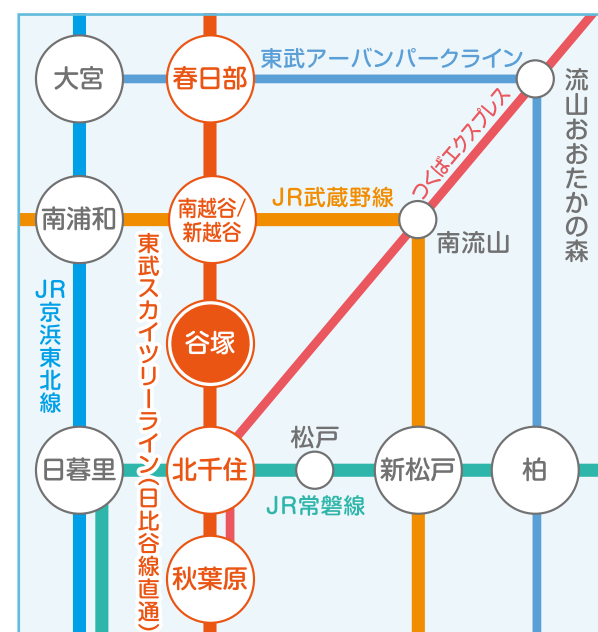 東武アーバンパークライン
大宮
春日部
流山おおたかの森
つくばエクスプレス
JR武蔵野線
南浦和
南越谷/
新越谷
南流山
東武スカイツリーライン(日比谷線直通)
JR京浜東北線
谷塚
松戸
日暮里
北千住
新松戸
柏
JR常磐線
秋葉原